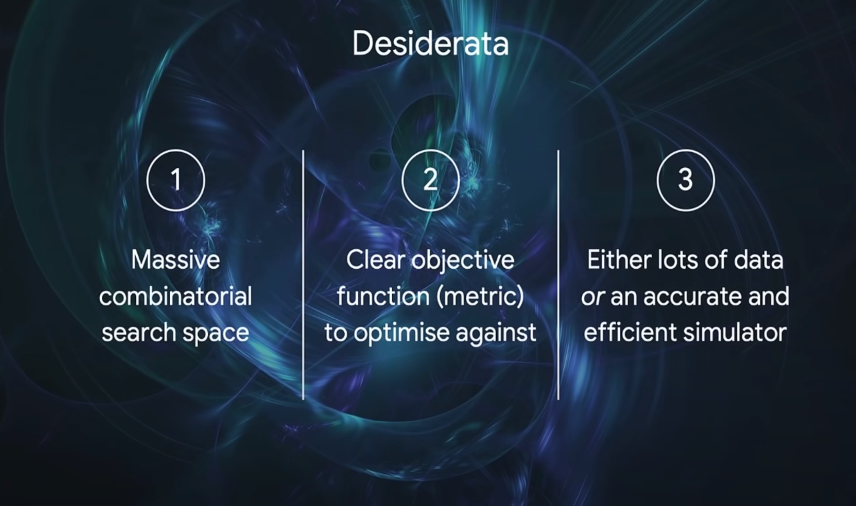 Desiderata
1
Massive
combinatorial
search space
2
Clear objective
function (metric)
to optimise against
3
Either lots of data
or an accurate and
efficient simulator